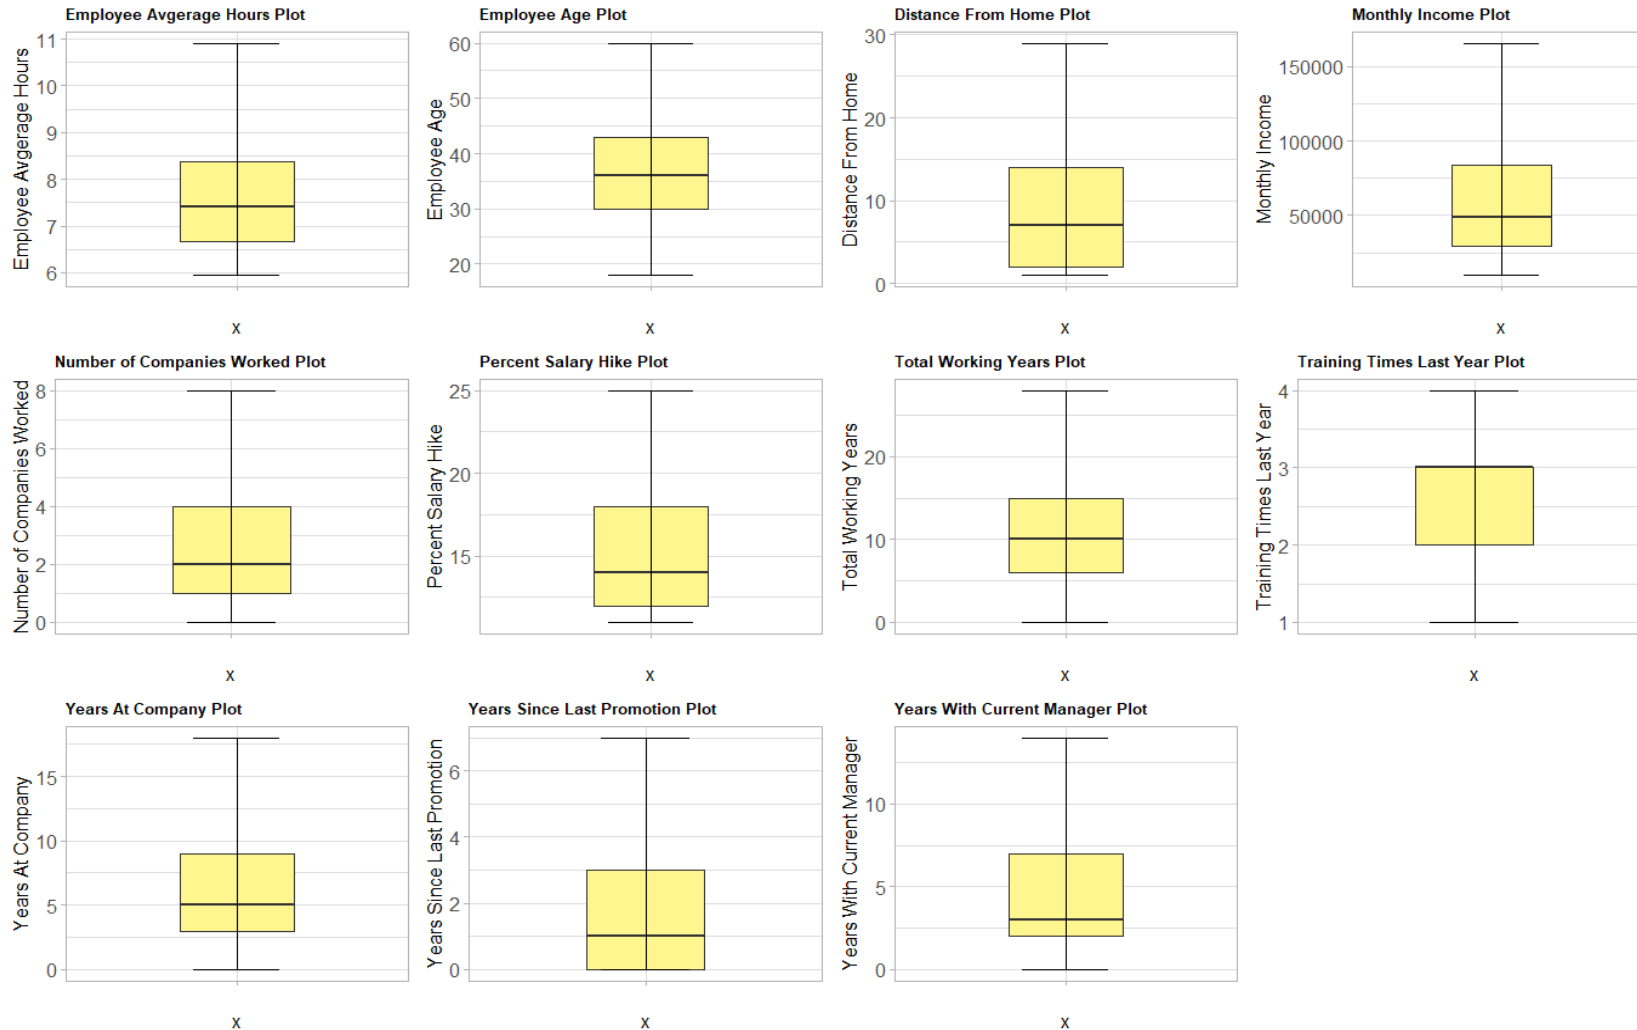 Employee Avgerage Hours Plot
Employee Avgerage Hours
11
10
9
8
7
6
x
Employee Age Plot
Employee Age
60
50
40
30
20
x
Distance From Home Plot
Distance From Home
30
20
10
0
x
Monthly Income Plot
Monthly Income
150000
100000
50000
x
Number of Companies Worked Plot
Number of Companies Worked
8
6
4
2
0
x
Percent Salary Hike Plot
Percent Salary Hike
25
20
15
x
Total Working Years Plot
Total Working Years
20
10
0
x
Training Times Last Year Plot
Training Times Last Year
4
3
2
1
x
Years At Company Plot
Years At Company
15
10
5
0
x
Years Since Last Promotion Plot
Years Since Last Promotion
6
4
2
0
x
Years With Current Manager Plot
Years With Current Manager
10
5
0
x